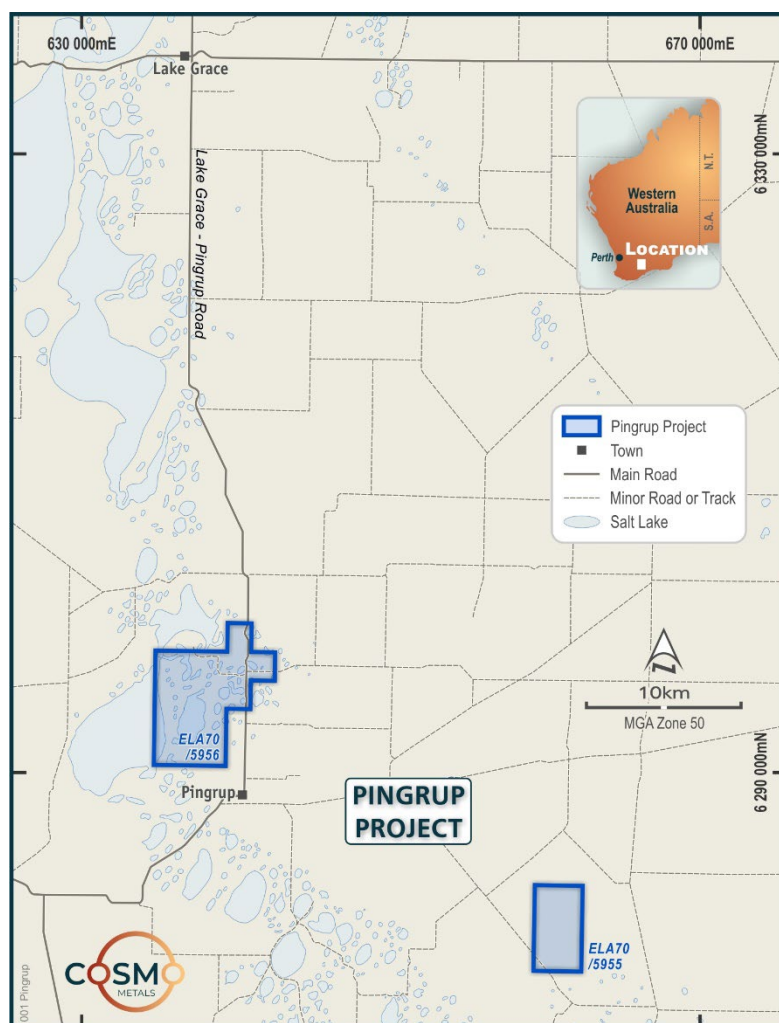 630 000mE
670 000mE
Lake Grace
Lake Grace - Pingrup Road
6 330 000mN
N.T.
S.A.
Western
Australia
Perth
LOCATION
Pingrup Project
Town
Main Road
Minor Road or Track
Salt Lake
N
10km
MGA Zone 50
ELA70
/5956
Pingrup
PINGRUP
PROJECT
6 290 000mN
ELA70
/5955
COSMO
METALS
001 Pingrup